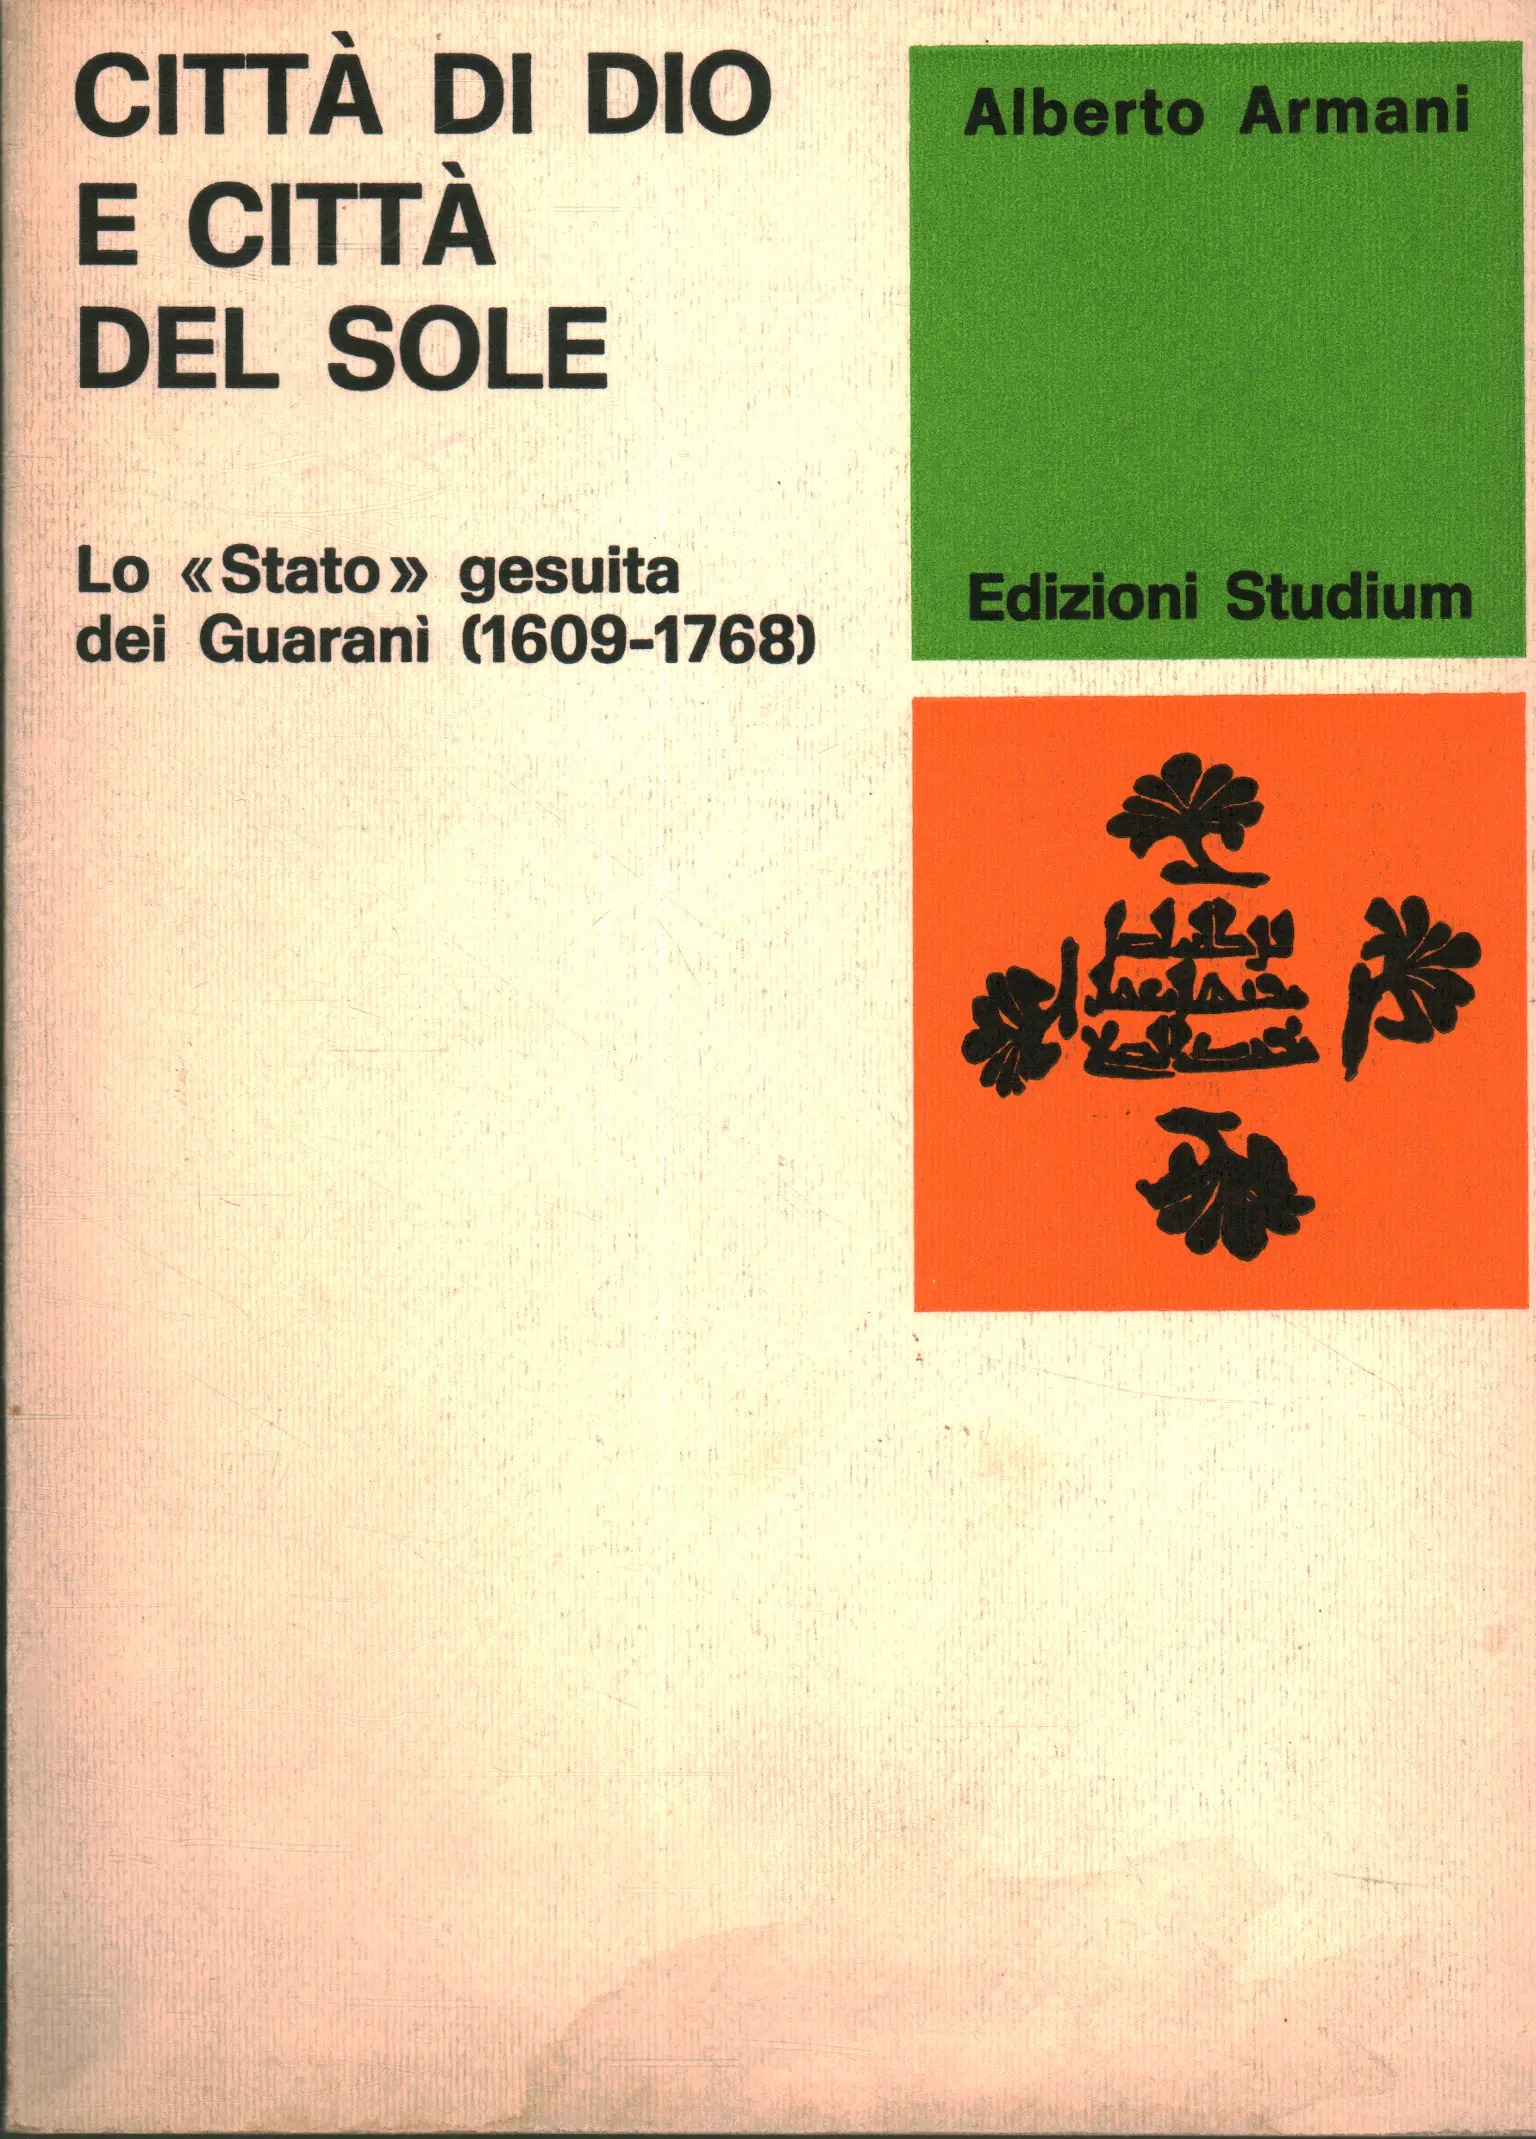 CITTÀ DI DIO
E CITTÀ
DEL SOLE
Lo «Stato» gesuita
dei Guaranì (1609-1768)
Alberto Armani
Edizioni Studium